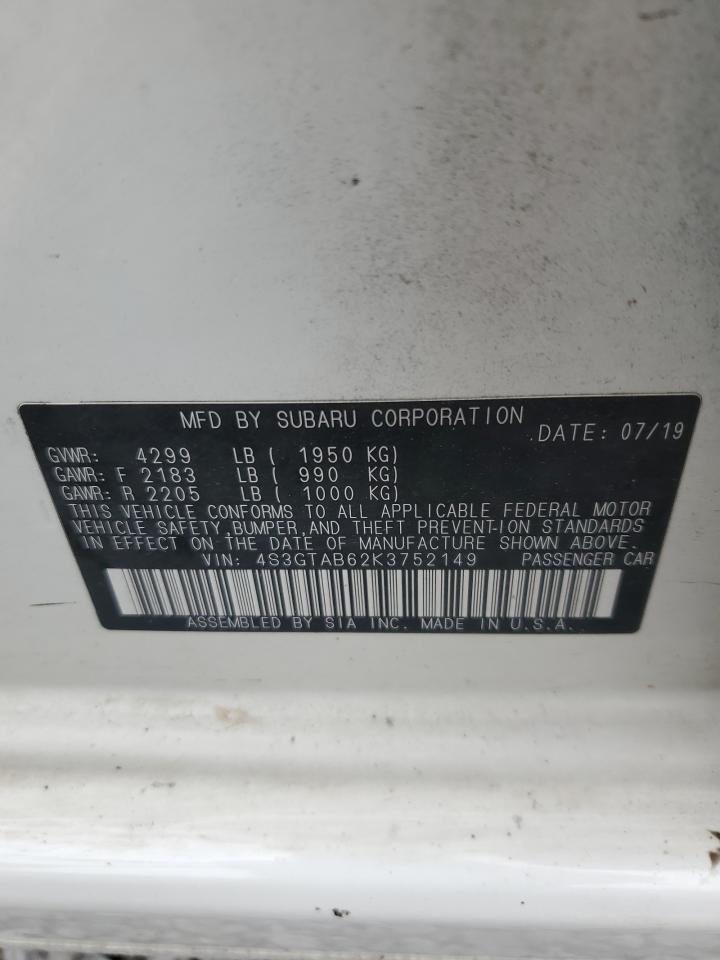 MFD BY SUBARU CORPORATION
DATE: 07/19
GVWR: 4299 LB ( 1950 KG)
GAWR: F 2183 LB ( 990 KG)
GAWR: R 2205 LB ( 1000 KG)
THIS VEHICLE CONFORMS TO ALL APPLICABLE FEDERAL MOTOR
VEHICLE SAFETY, BUMPER, AND THEFT PREVENTION STANDARDS
IN EFFECT ON THE DATE OF MANUFACTURE SHOWN ABOVE.
VIN: 4S3GTAB62K3752149 PASSENGER CAR
ASSEMBLED BY SIA INC. MADE IN U.S.A.